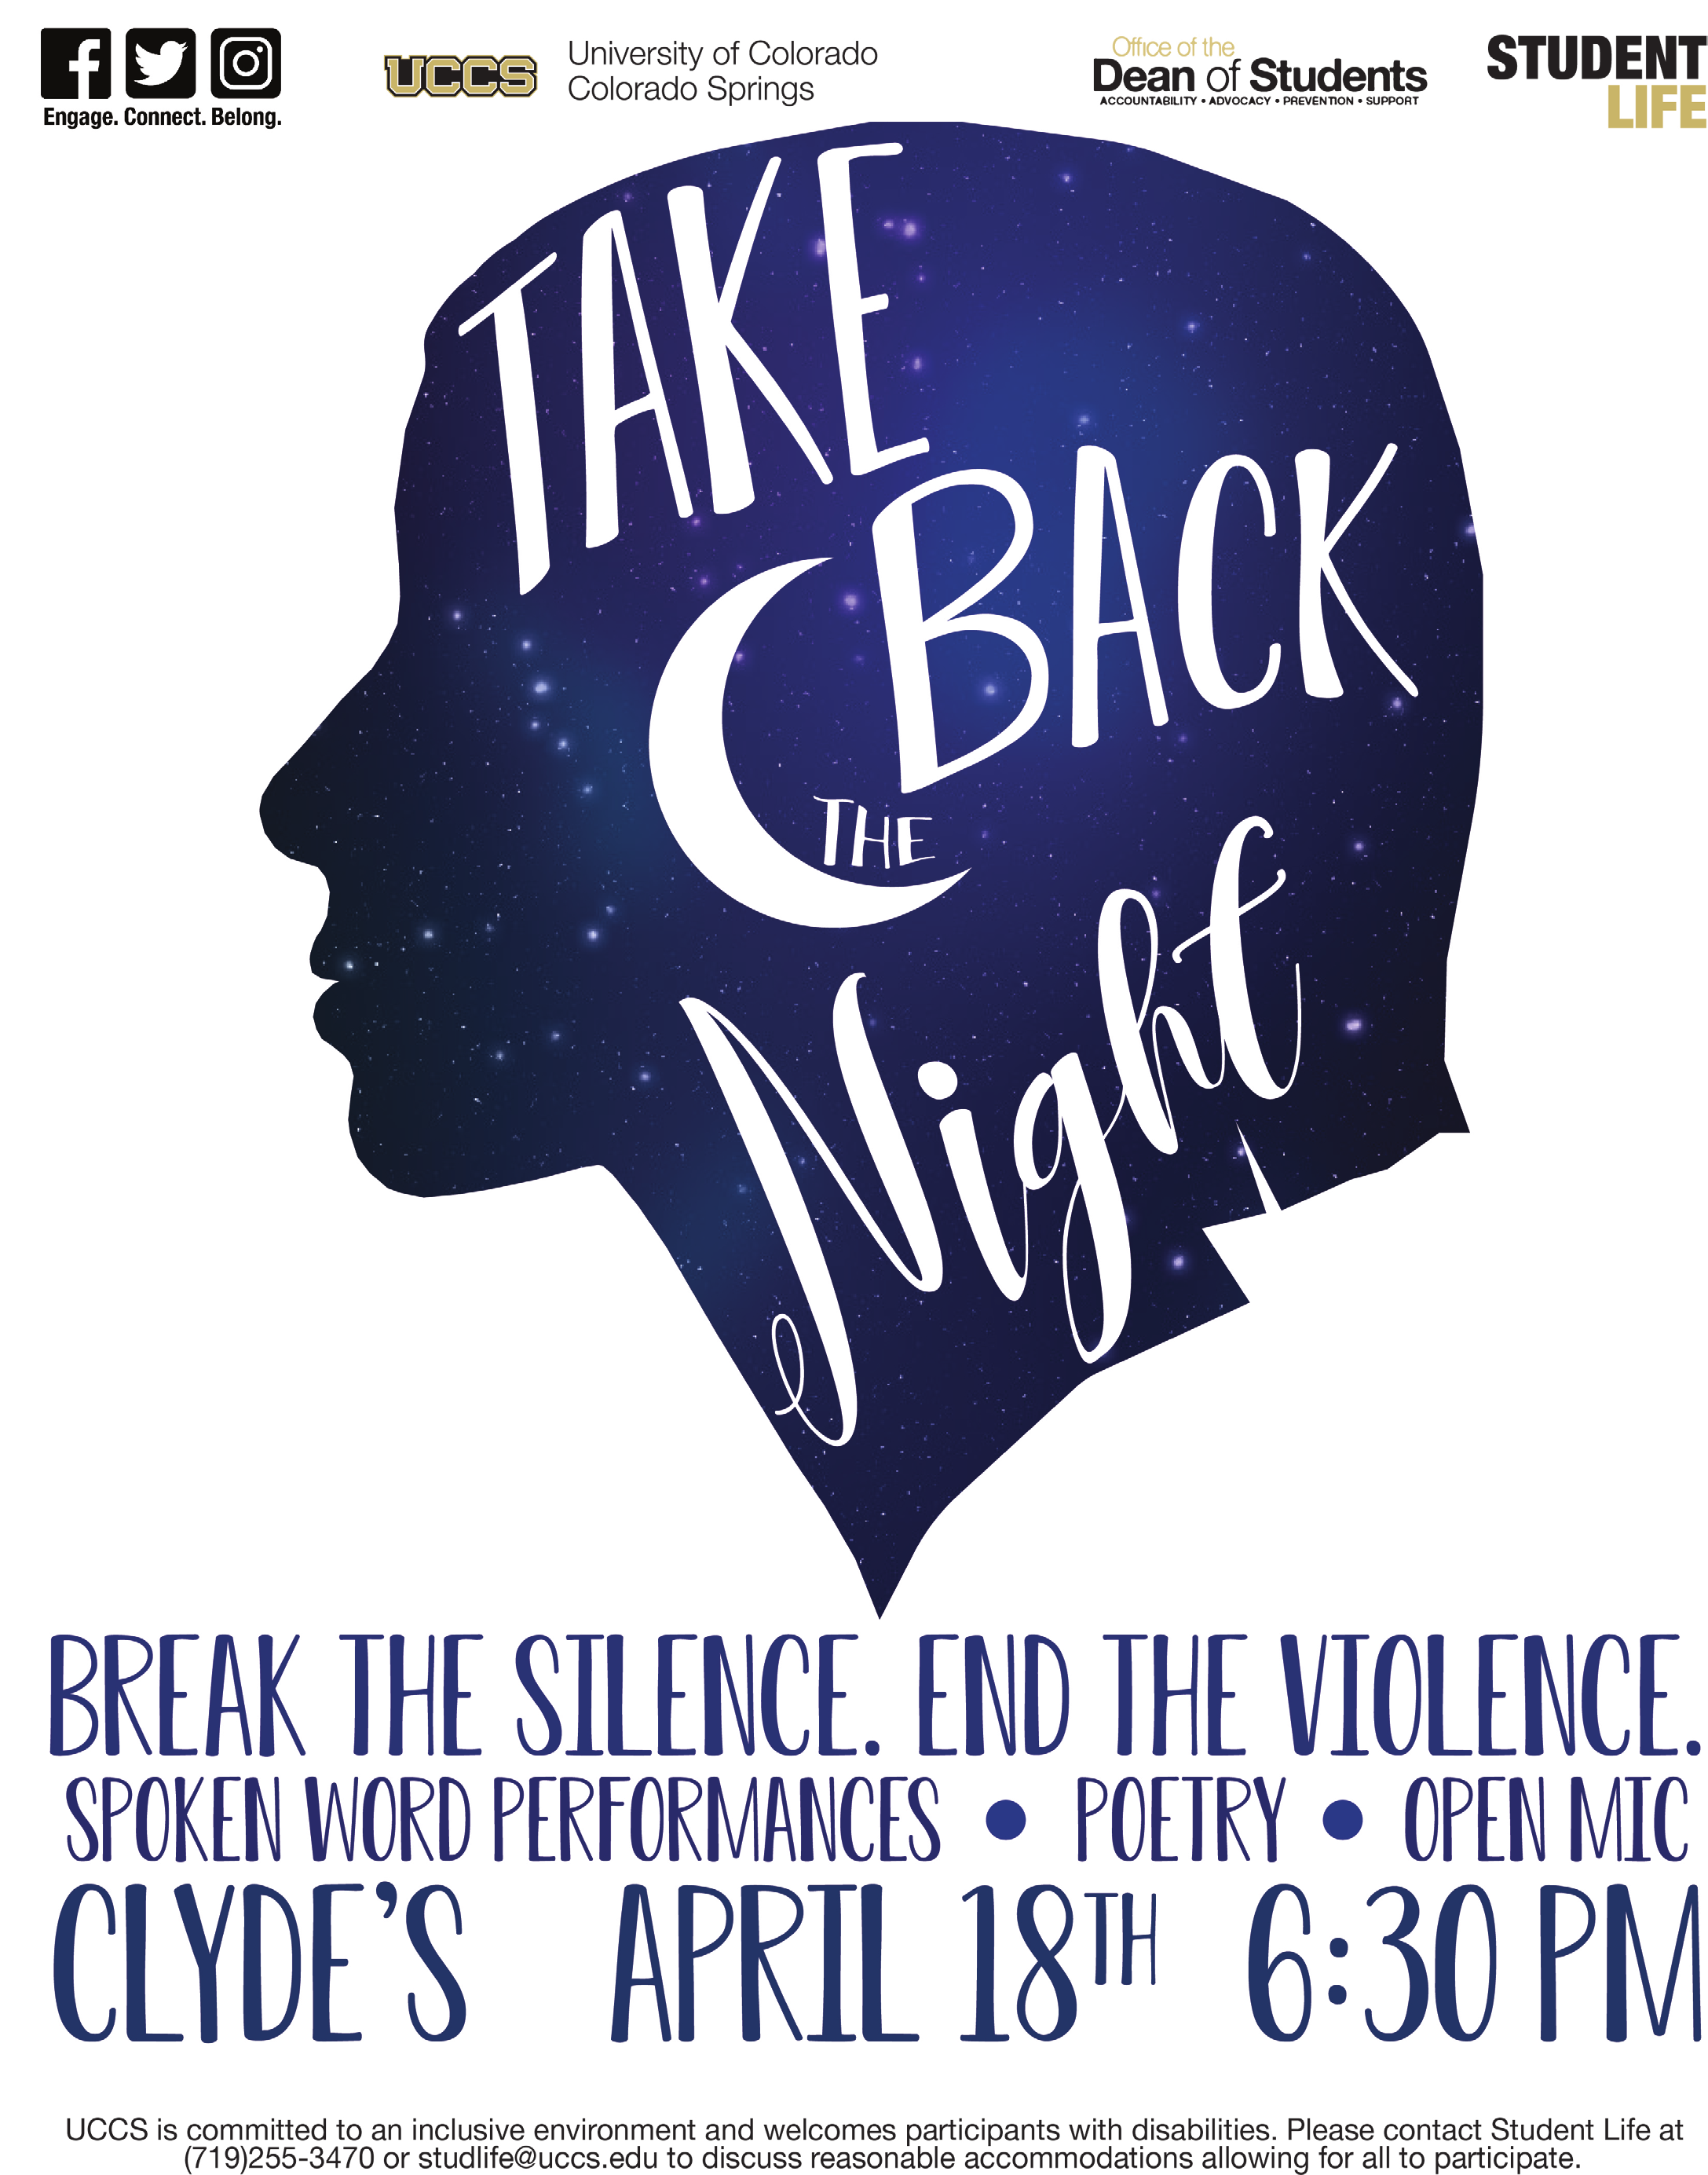 Engage. Connect. Belong.
UCCS
University of Colorado
Colorado Springs
Office of the
Dean of Students
ACCOUNTABILITY • ADVOCACY • PREVENTION • SUPPORT
STUDENT
LIFE
TAKE
BACK
THE
Night
BREAK THE SILENCE. END THE VIOLENCE.
SPOKEN WORD PERFORMANCES • POETRY • OPEN MIC
CLYDE'S APRIL 18TH 6:30 PM
UCCS is committed to an inclusive environment and welcomes participants with disabilities. Please contact Student Life at
(719)255-3470 or studlife@uccs.edu to discuss reasonable accommodations allowing for all to participate.